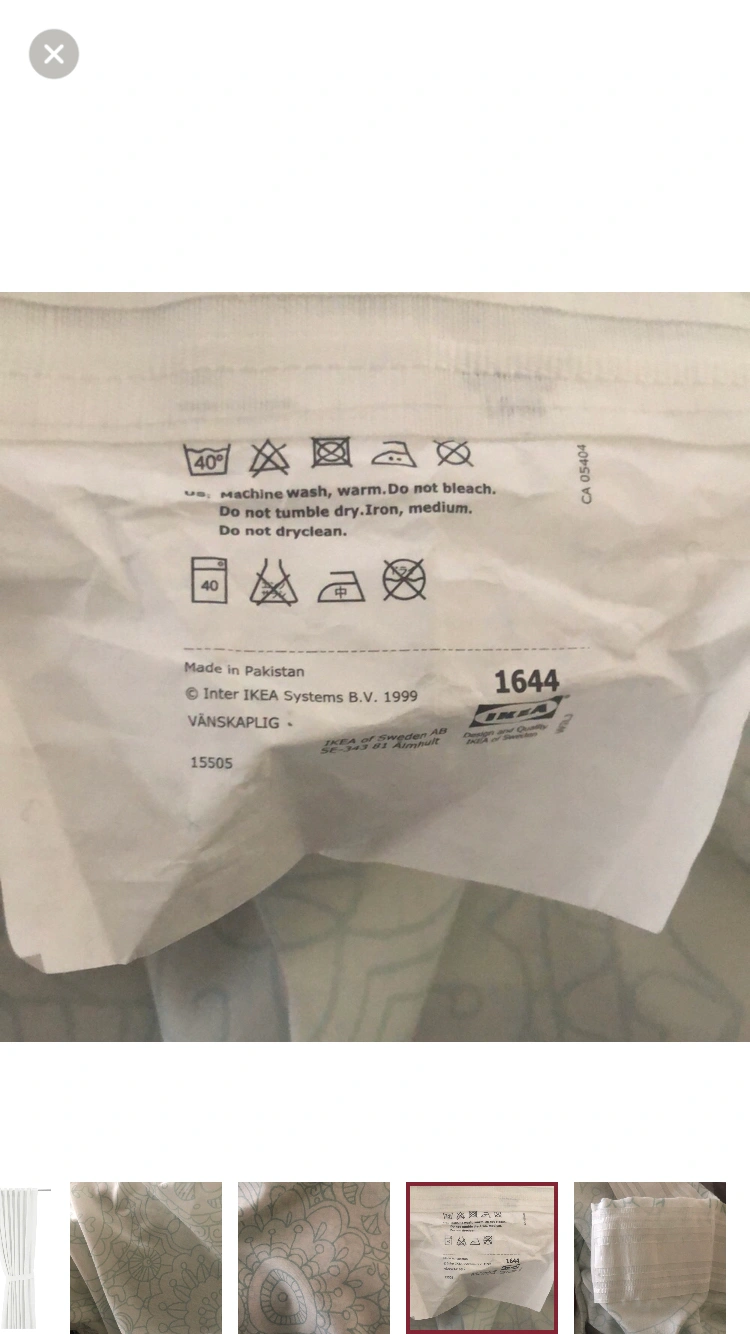 40°
CA 05404
US, Machine wash, warm.Do not bleach.
Do not tumble dry.Iron, medium.
Do not dryclean.
40
中
Made in Pakistan
© Inter IKEA Systems B.V. 1999
VÄNSKAPLIG
15505
IKEA of Sweden AB
SE-343 81 Älmhult
1644
IKEA
Design and Quality
IKEA of Sweden